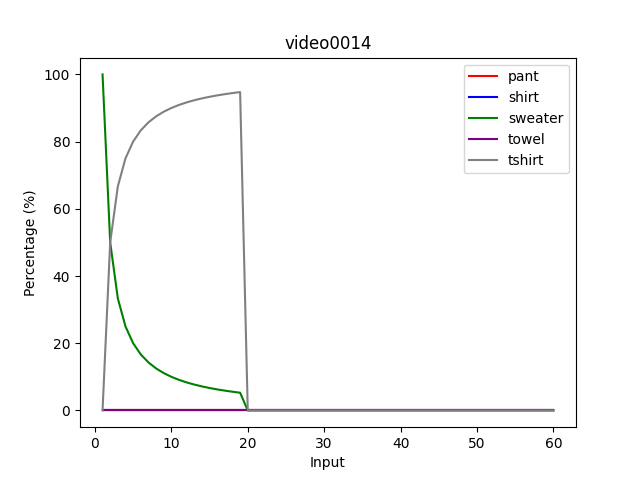 video0014
100
80
60
40
20
0
Percentage (%)
pant
shirt
sweater
towel
tshirt
0 10 20 30 40 50 60
Input